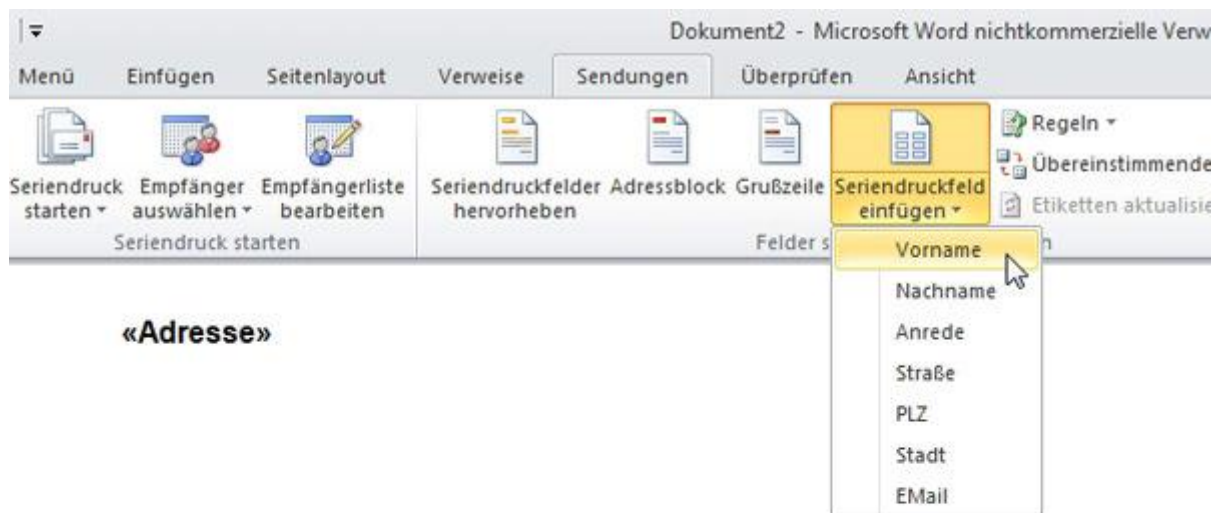 Dokument2 - Microsoft Word nichtkommerzielle Verw
Menü Einfügen Seitenlayout Verweise Sendungen Überprüfen Ansicht
Seriendruck starten
Empfänger auswählen
Empfängerliste bearbeiten
Seriendruckfelder hervorheben
Adressblock
Grußzeile
Seriendruckfeld einfügen
Regeln
Übereinstimmende
Etiketten aktualisie
Seriendruck starten
Felder s
n
Vorname
Nachname
Anrede
Straße
PLZ
Stadt
EMail
«Adresse»